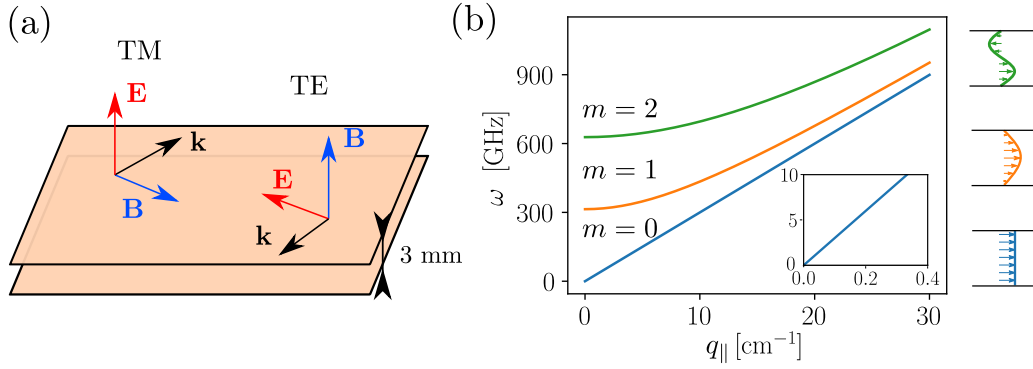 (a)
TM
TE
E
k
B
B
E
k
3 mm
(b)
ω [GHz]
900
600
300
0
m = 2
m = 1
m = 0
10
5
0
0.0 0.2 0.4
0 10 20 30
q∥ [cm⁻¹]